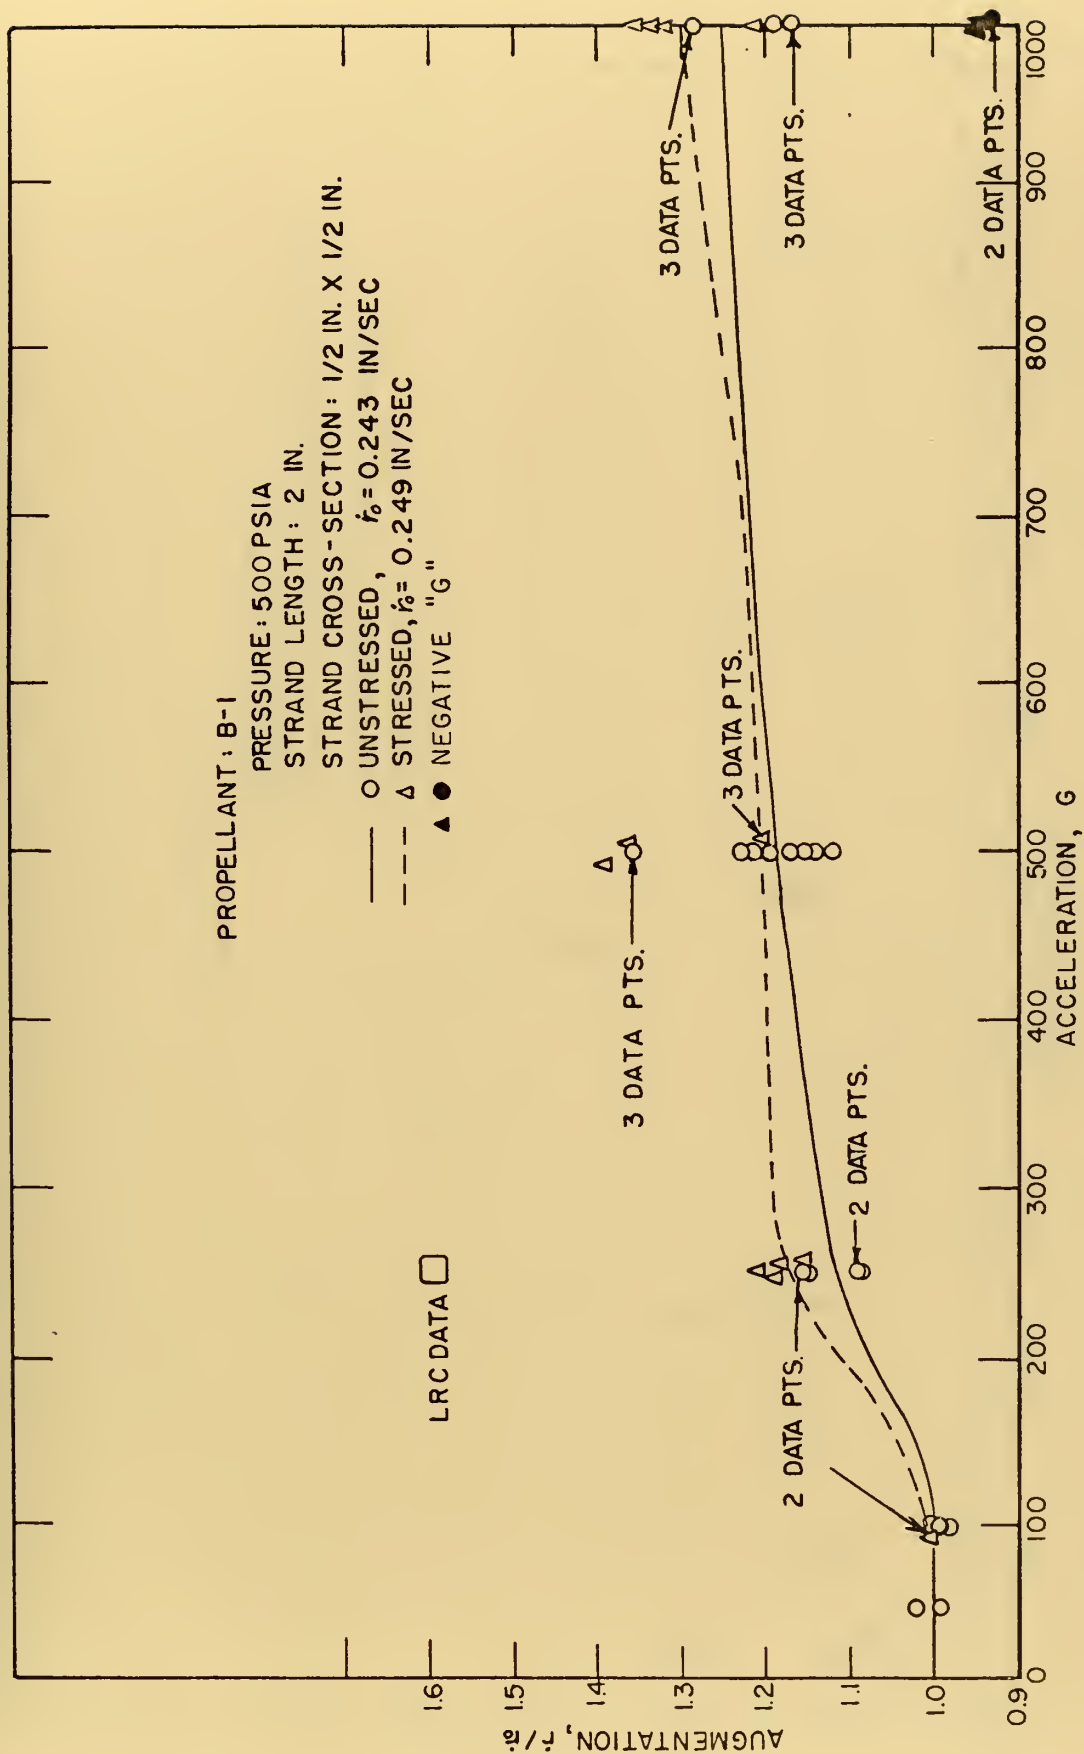 PROPELLANT: B-1
PRESSURE: 500 PSIA
STRAND LENGTH: 2 IN.
STRAND CROSS-SECTION: 1/2 IN. X 1/2 IN.
UNSTRESSED, ṙ₀ = 0.243 IN/SEC
STRESSED, ṙ₀ = 0.249 IN/SEC
NEGATIVE "G"
LRC DATA
3 DATA PTS.
3 DATA PTS.
3 DATA PTS.
3 DATA PTS.
2 DATA PTS.
2 DATA PTS.
2 DATA PTS.
1.6
1.5
1.4
1.3
1.2
1.1
1.0
0.9
AUGMENTATION,
0 100 200 300 400 500 600 700 800 900 1000
ACCELERATION, G